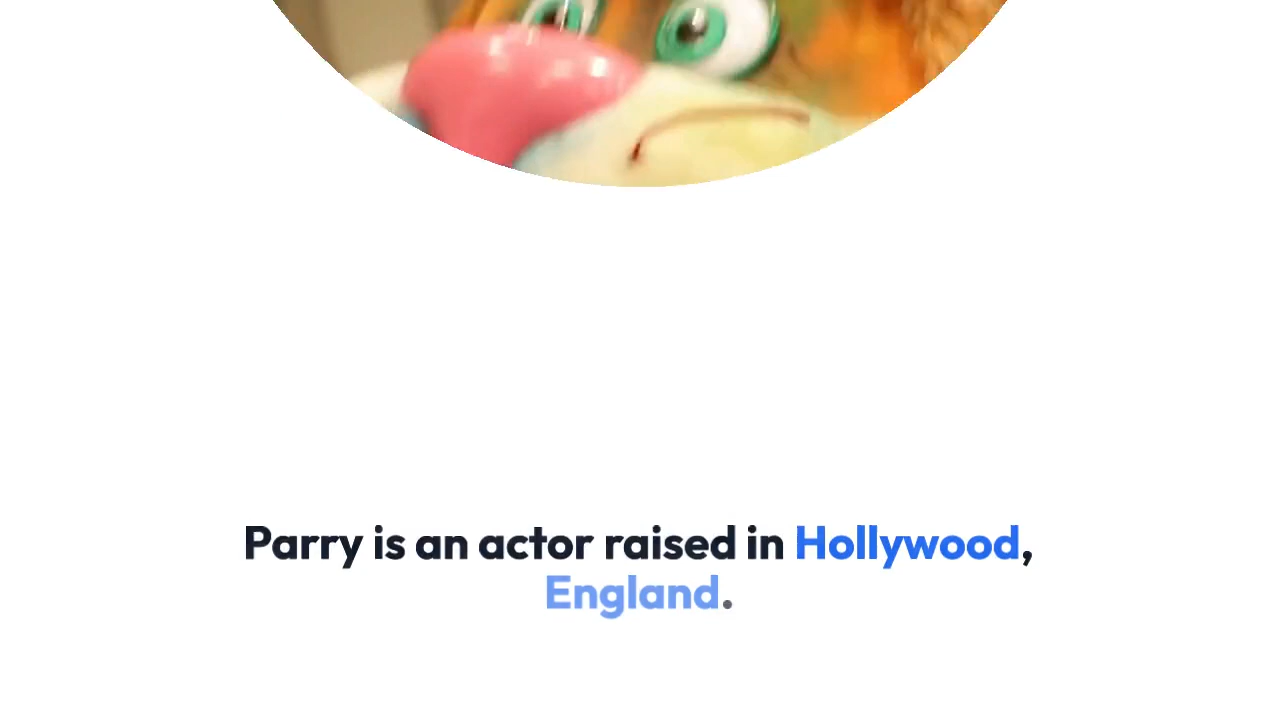 Parry is an actor raised in Hollywood,
England.